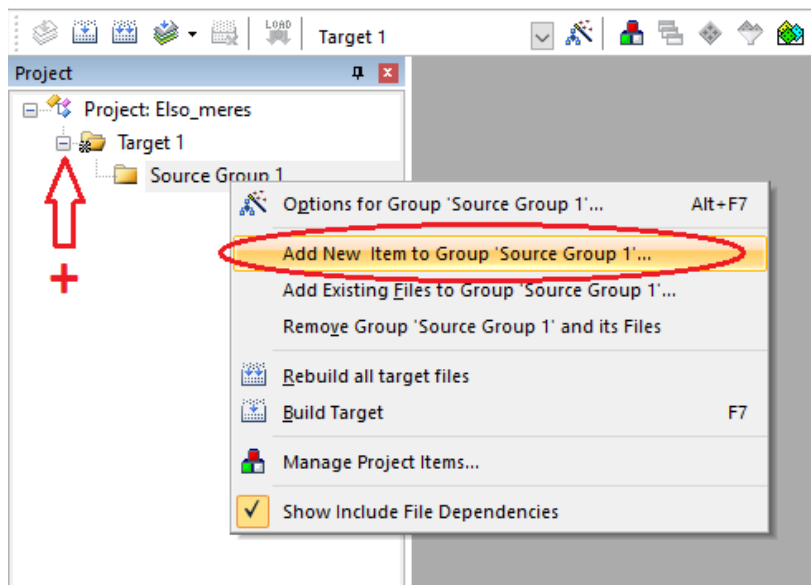 LOAD
Target 1
Project
Project: Elso_meres
Target 1
Source Group 1
Options for Group 'Source Group 1'... Alt+F7
Add New  Item to Group 'Source Group 1'...
Add Existing Files to Group 'Source Group 1'...
Remove Group 'Source Group 1' and its Files
Rebuild all target files
Build Target F7
Manage Project Items...
Show Include File Dependencies
+